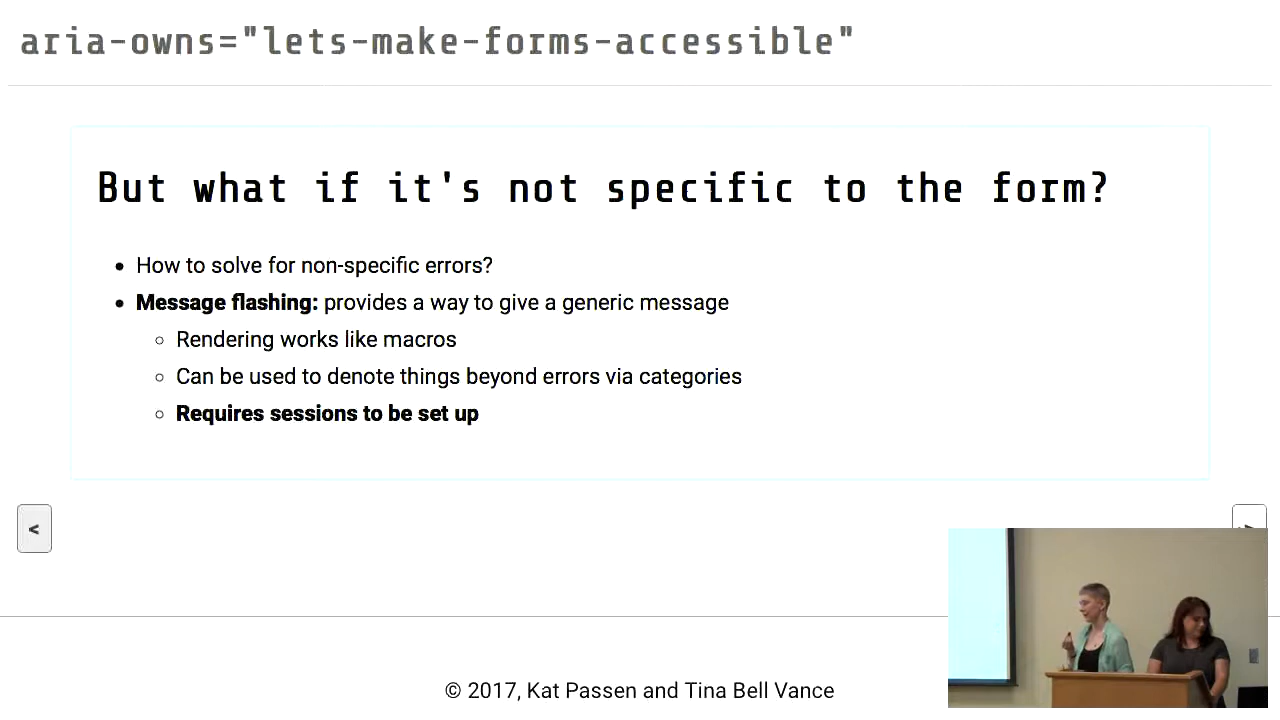 aria-owns="lets-make-forms-accessible"
But what if it's not specific to the form?
How to solve for non-specific errors?
Message flashing: provides a way to give a generic message
Rendering works like macros
Can be used to denote things beyond errors via categories
Requires sessions to be set up
<
© 2017, Kat Passen and Tina Bell Vance